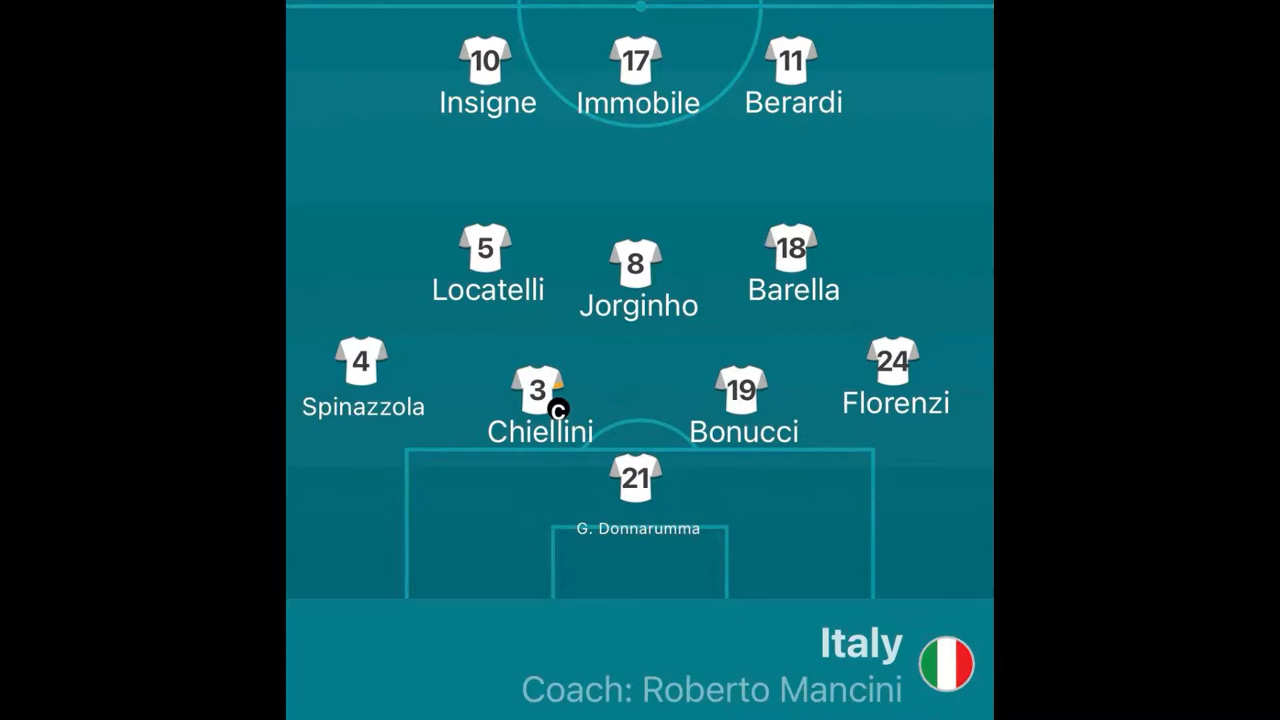 10 17 11
Insigne Immobile Berardi
5 8 18
Locatelli Jorginho Barella
4 3 19 24
C
Spinazzola Chiellini Bonucci Florenzi
21
G. Donnarumma
Italy
Coach: Roberto Mancini